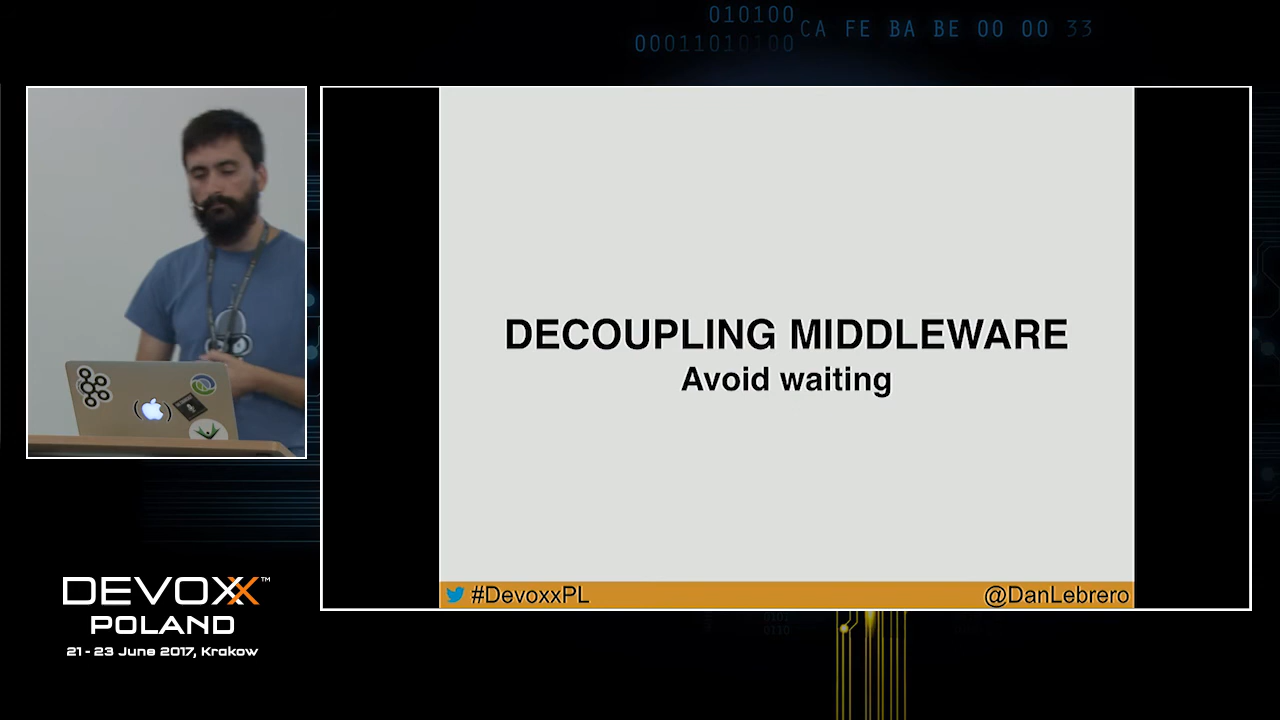 010100
00011010100
CA FE BA BE 00 00 33
DECOUPLING MIDDLEWARE
Avoid waiting
#DevoxxPL
@DanLebrero
DEVOXX™
POLAND
21 - 23 June 2017, Krakow